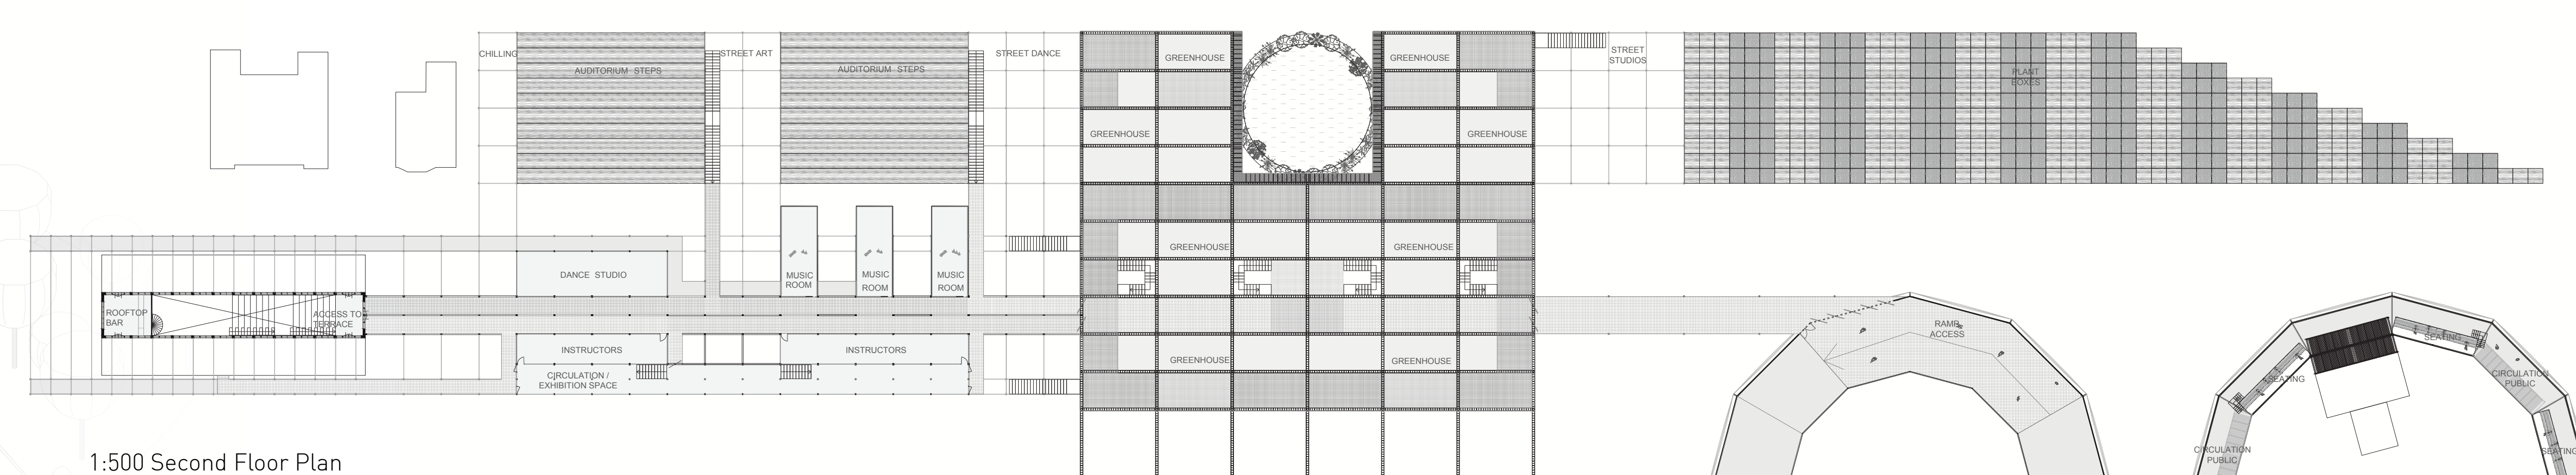 CHILLING
STREET ART
STREET DANCE
AUDITORIUM STEPS
AUDITORIUM STEPS
GREENHOUSE
GREENHOUSE
STREET
STUDIOS
PLANT
BOXES
GREENHOUSE
GREENHOUSE
GREENHOUSE
GREENHOUSE
DANCE STUDIO
MUSIC
ROOM
MUSIC
ROOM
MUSIC
ROOM
ROOFTOP
BAR
ACCESS TO
TERRACE
INSTRUCTORS
INSTRUCTORS
CIRCULATION /
EXHIBITION SPACE
GREENHOUSE
GREENHOUSE
RAMP
ACCESS
SEATING
SEATING
CIRCULATION
PUBLIC
CIRCULATION
PUBLIC
SEATING
1:500 Second Floor Plan